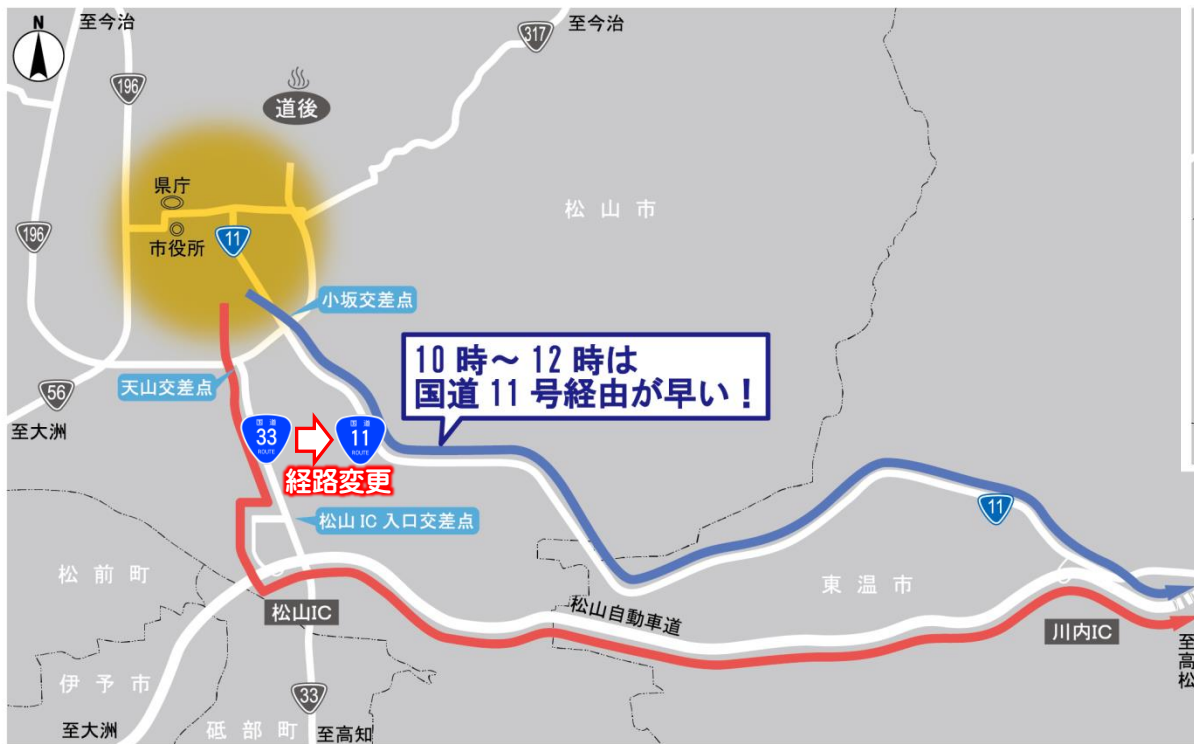 N
至今治
317
至今治
196
道後
県庁
松山市
196
市役所
11
小坂交差点
10時～12時は
国道11号経由が早い！
天山交差点
56
至大洲
国道
33
ROUTE
国道
11
ROUTE
経路変更
11
松山IC入口交差点
松前町
東温市
松山IC
松山自動車道
川内IC
至高松
伊予市
33
至大洲
砥部町
至高知